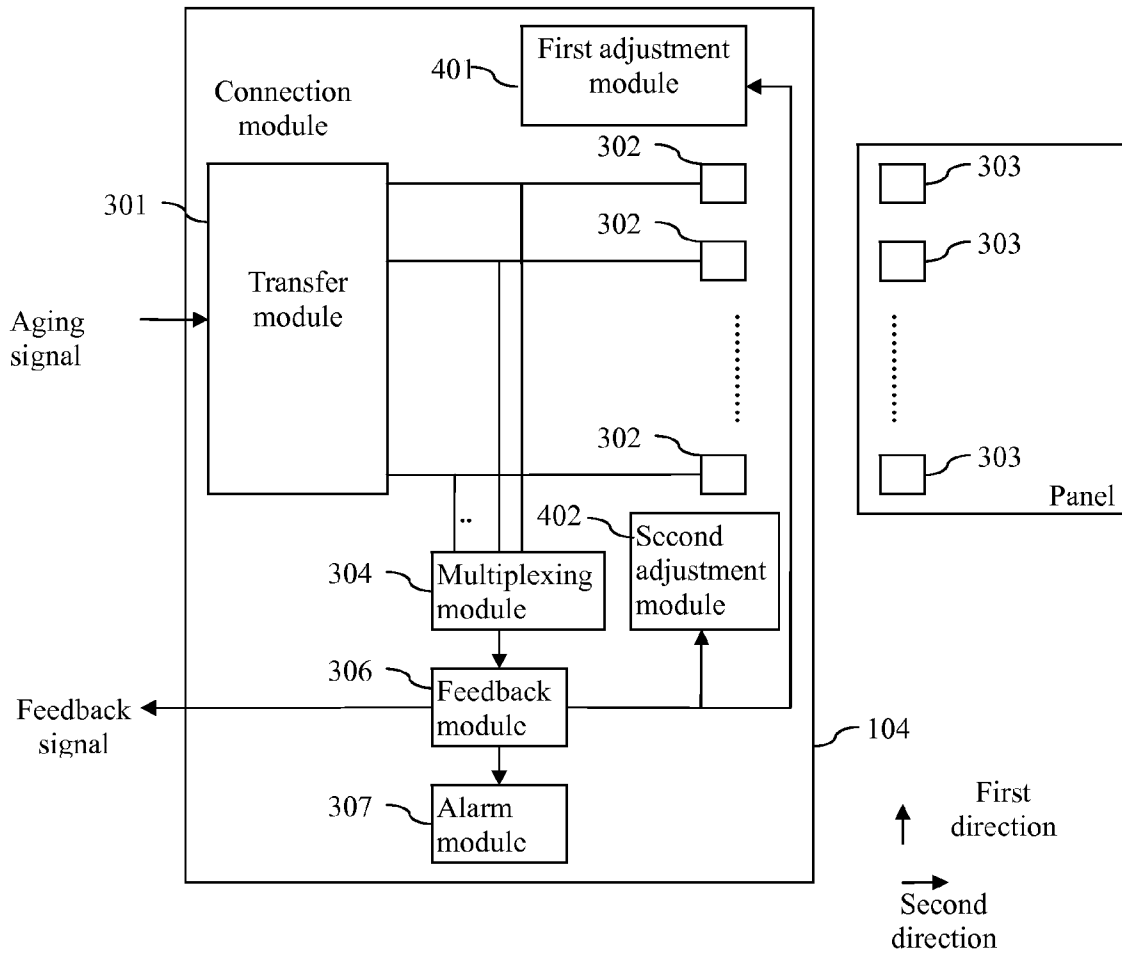 First adjustment
module
401
Connection
module
302
303
301
302
303
Transfer
module
Aging
signal
302
303
Panel
402
Second
adjustment
module
304
Multiplexing
module
306
Feedback
module
Feedback
signal
104
307
Alarm
module
First
direction
Second
direction